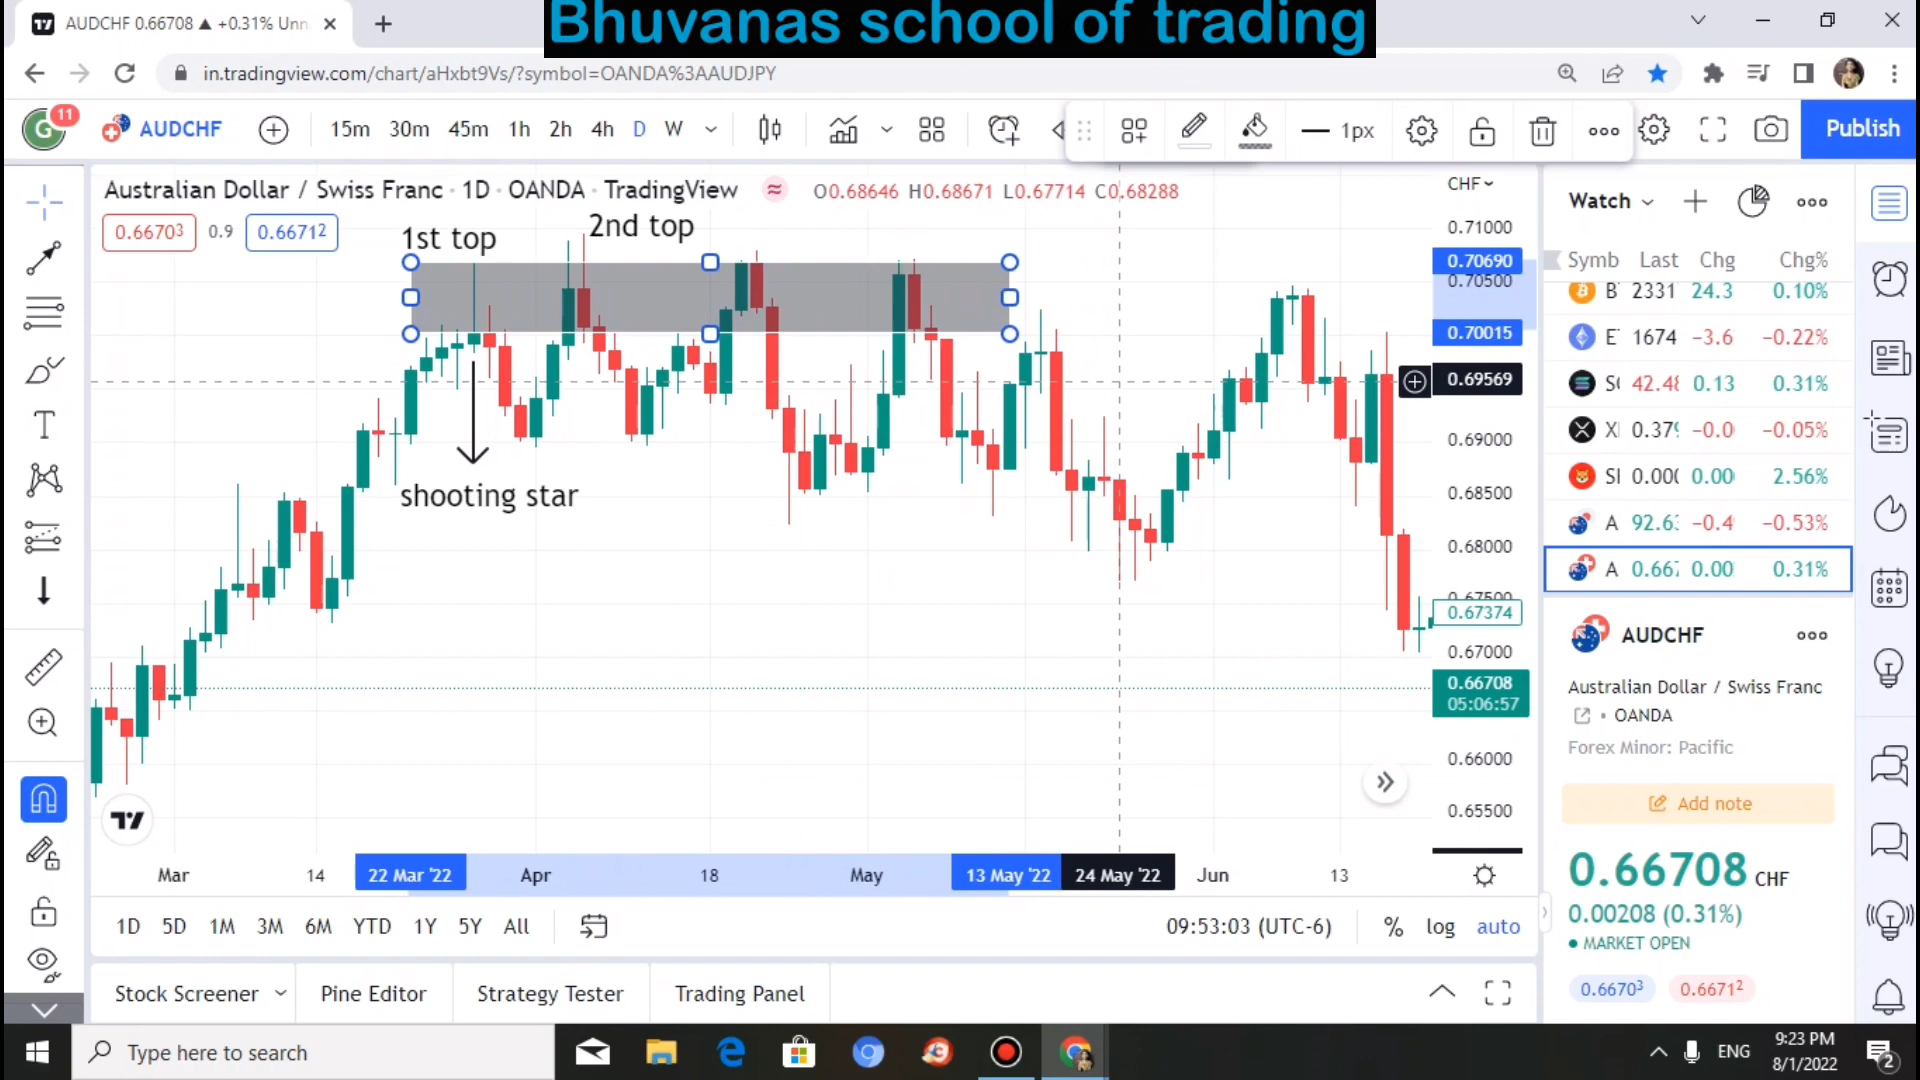 Bhuvanas school of trading
AUDCHF 0.66708 ▲ +0.31% Unn
in.tradingview.com/chart/aHxbt9Vs/?symbol=OANDA%3AAUDJPY
G 11 AUDCHF 15m 30m 45m 1h 2h 4h D W 1px Publish
Australian Dollar / Swiss Franc · 1D · OANDA · TradingView O0.68646 H0.68671 L0.67714 C0.68288
0.66703 0.9 0.66712
CHF
1st top
2nd top
shooting star
0.71000
0.70690
0.70500
0.70015
0.69569
0.69000
0.68500
0.68000
0.67500
0.67374
0.67000
0.66708
05:06:57
0.66000
0.65500
Mar 14 22 Mar '22 Apr 18 May 13 May '22 24 May '22 Jun 13
1D 5D 1M 3M 6M YTD 1Y 5Y All 09:53:03 (UTC-6) % log auto
Stock Screener Pine Editor Strategy Tester Trading Panel
Watch
Symb Last Chg Chg%
B 2331 24.3 0.10%
E 1674 −3.6 −0.22%
42.48 0.13 0.31%
X 0.379 −0.0 −0.05%
0.000 0.00 2.56%
A 92.63 −0.4 −0.53%
A 0.667 0.00 0.31%
AUDCHF
Australian Dollar / Swiss Franc
OANDA
Forex Minor: Pacific
Add note
0.66708 CHF
0.00208 (0.31%)
MARKET OPEN
0.66703 0.66712
Type here to search
ENG
9:23 PM
8/1/2022
2